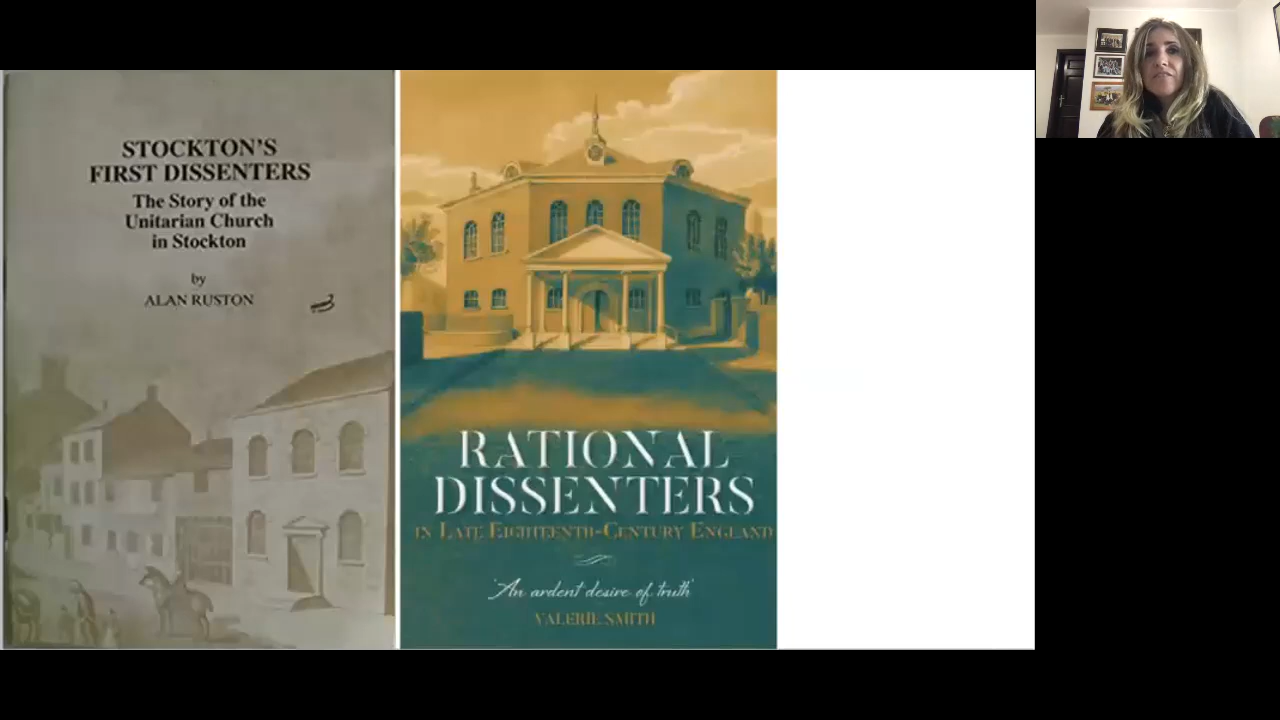 STOCKTON'S
FIRST DISSENTERS
The Story of the
Unitarian Church
in Stockton
by
ALAN RUSTON
RATIONAL
DISSENTERS
IN LATE EIGHTEENTH-CENTURY ENGLAND
'An ardent desire of truth'
VALERIE SMITH